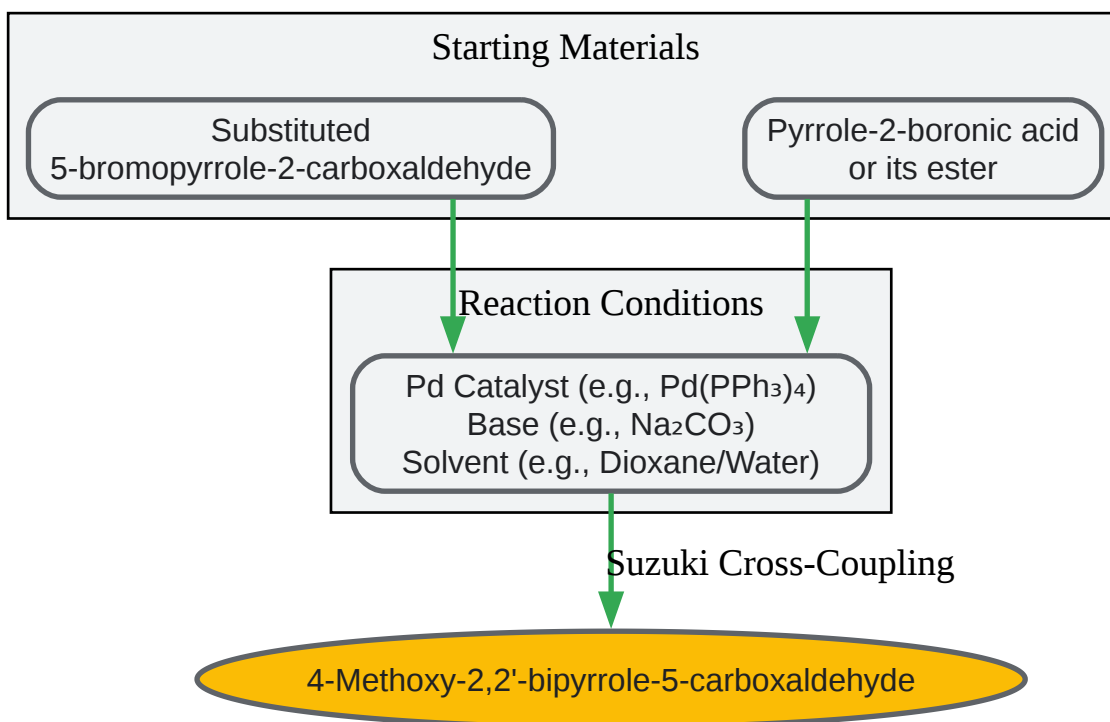 Starting Materials
Substituted
5-bromopyrrole-2-carboxaldehyde
Pyrrole-2-boronic acid
or its ester
Reaction Conditions
Pd Catalyst (e.g., Pd(PPh₃)₄)
Base (e.g., Na₂CO₃)
Solvent (e.g., Dioxane/Water)
Suzuki Cross-Coupling
4-Methoxy-2,2'-bipyrrole-5-carboxaldehyde